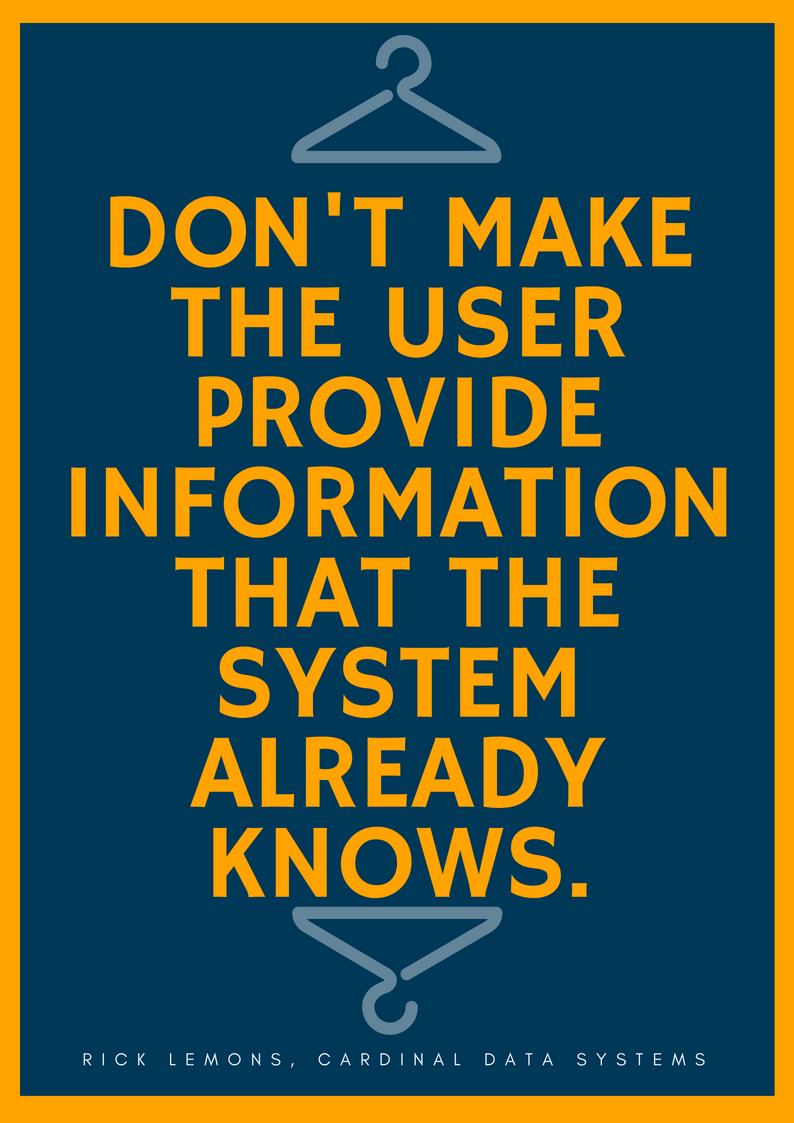 DON'T MAKE
THE USER
PROVIDE
INFORMATION
THAT THE
SYSTEM
ALREADY
KNOWS.
RICK LEMONS, CARDINAL DATA SYSTEMS